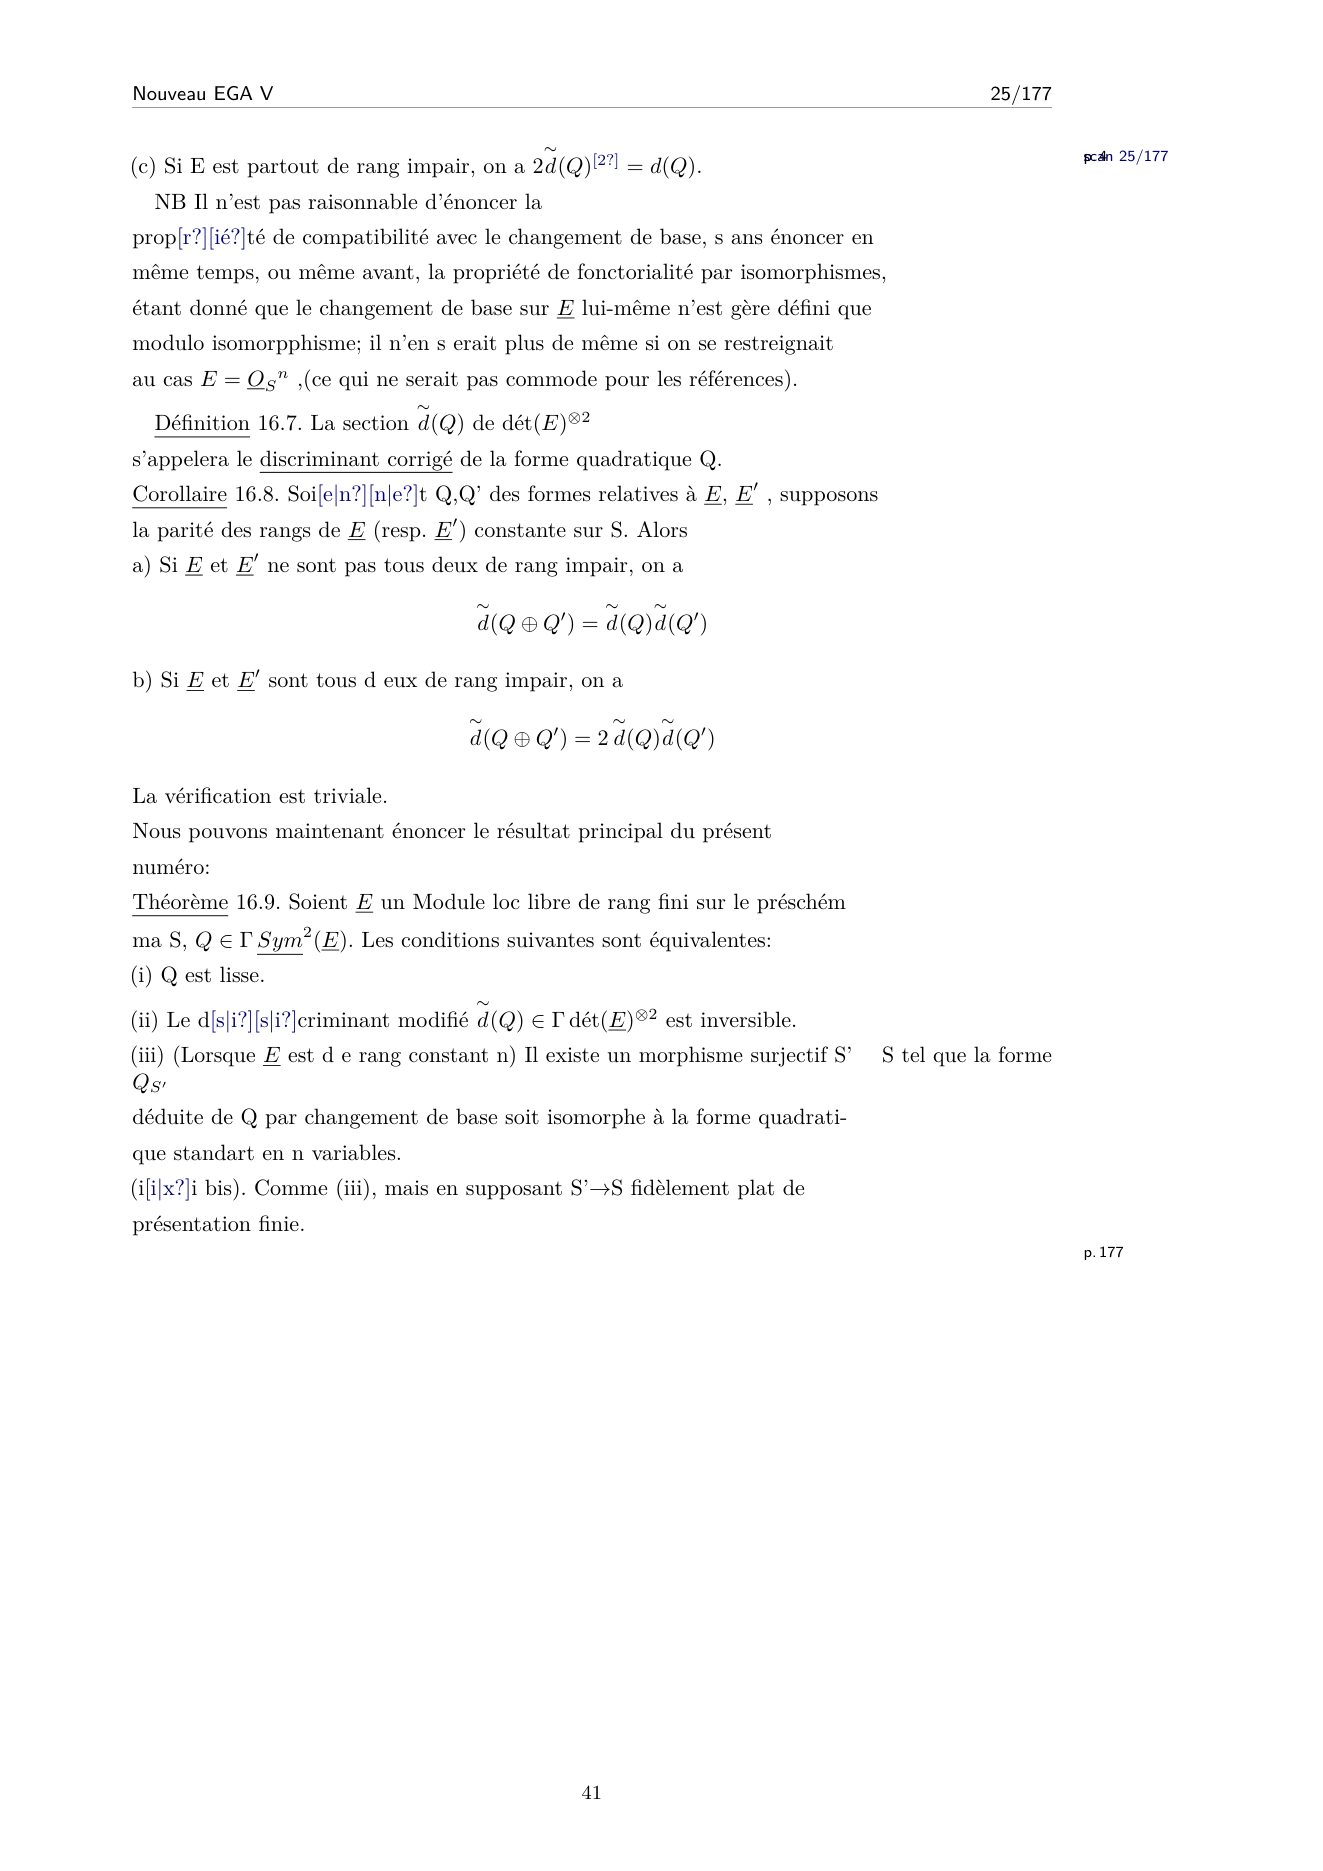 Nouveau EGA V 25/177
(c) Si E est partout de rang impair, on a 2d̃(Q)[2?] = d(Q).
25/177
NB Il n'est pas raisonnable d'énoncer la
prop[r?][ié?]té de compatibilité avec le changement de base, s ans énoncer en
même temps, ou même avant, la propriété de fonctorialité par isomorphismes,
étant donné que le changement de base sur E lui-même n'est gère défini que
modulo isomorpphisme; il n'en s erait plus de même si on se restreignait
au cas E = O_S^n ,(ce qui ne serait pas commode pour les références).
Définition 16.7. La section d̃(Q) de dét(E)^⊗2
s'appelera le discriminant corrigé de la forme quadratique Q.
Corollaire 16.8. Soi[e|n?][n|e?]t Q,Q' des formes relatives à E, E′ , supposons
la parité des rangs de E (resp. E′) constante sur S. Alors
a) Si E et E′ ne sont pas tous deux de rang impair, on a
d̃(Q ⊕ Q′) = d̃(Q)d̃(Q′)
b) Si E et E′ sont tous d eux de rang impair, on a
d̃(Q ⊕ Q′) = 2 d̃(Q)d̃(Q′)
La vérification est triviale.
Nous pouvons maintenant énoncer le résultat principal du présent
numéro:
Théorème 16.9. Soient E un Module loc libre de rang fini sur le préschém
ma S, Q ∈ Γ Sym²(E). Les conditions suivantes sont équivalentes:
(i) Q est lisse.
(ii) Le d[s|i?][s|i?]criminant modifié d̃(Q) ∈ Γ dét(E)^⊗2 est inversible.
(iii) (Lorsque E est d e rang constant n) Il existe un morphisme surjectif S' S tel que la forme
Q_S′
déduite de Q par changement de base soit isomorphe à la forme quadrati-
que standart en n variables.
(i[i|x?]i bis). Comme (iii), mais en supposant S'→S fidèlement plat de
présentation finie.
p. 177
41